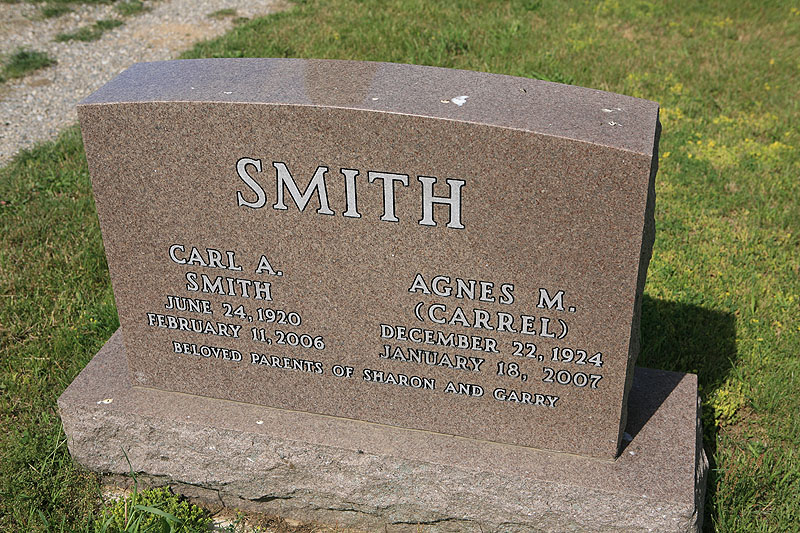 SMITH
CARL A.
SMITH
JUNE 24, 1920
FEBRUARY 11, 2006
AGNES M.
(CARREL)
DECEMBER 22, 1924
JANUARY 18, 2007
BELOVED PARENTS OF SHARON AND GARRY